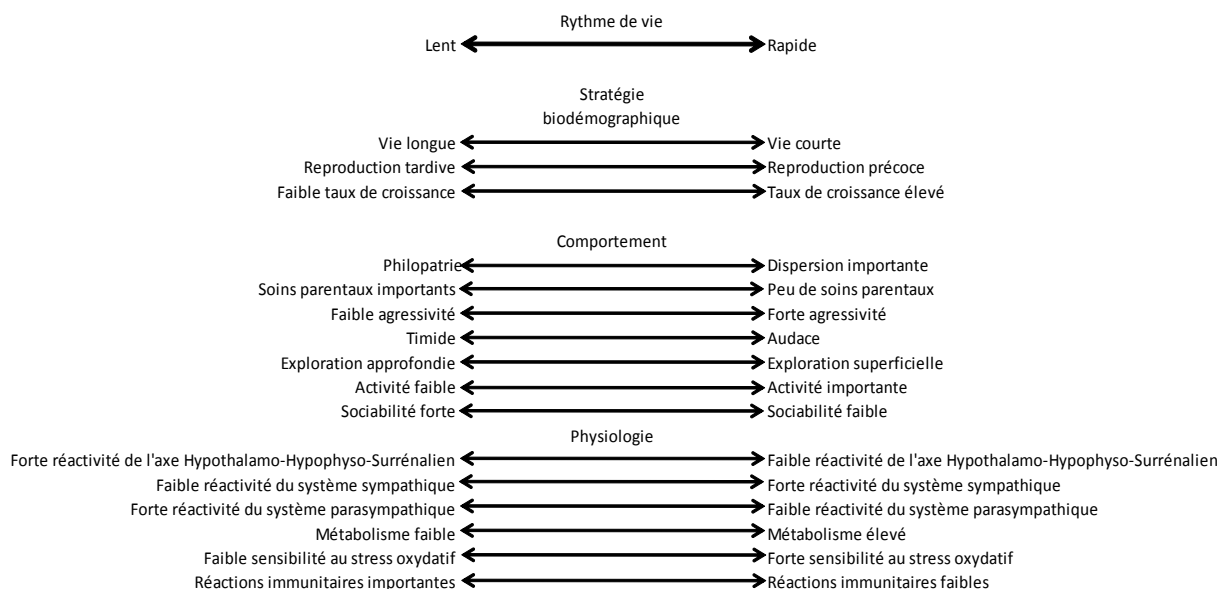 Rythme de vie
Lent Rapide
Stratégie
biodémographique
Vie longue Vie courte
Reproduction tardive Reproduction précoce
Faible taux de croissance Taux de croissance élevé
Comportement
Philopatrie Dispersion importante
Soins parentaux importants Peu de soins parentaux
Faible agressivité Forte agressivité
Timide Audace
Exploration approfondie Exploration superficielle
Activité faible Activité importante
Sociabilité forte Sociabilité faible
Physiologie
Forte réactivité de l'axe Hypothalamo-Hypophyso-Surrénalien Faible réactivité de l'axe Hypothalamo-Hypophyso-Surrénalien
Faible réactivité du système sympathique Forte réactivité du système sympathique
Forte réactivité du système parasympathique Faible réactivité du système parasympathique
Métabolisme faible Métabolisme élevé
Faible sensibilité au stress oxydatif Forte sensibilité au stress oxydatif
Réactions immunitaires importantes Réactions immunitaires faibles